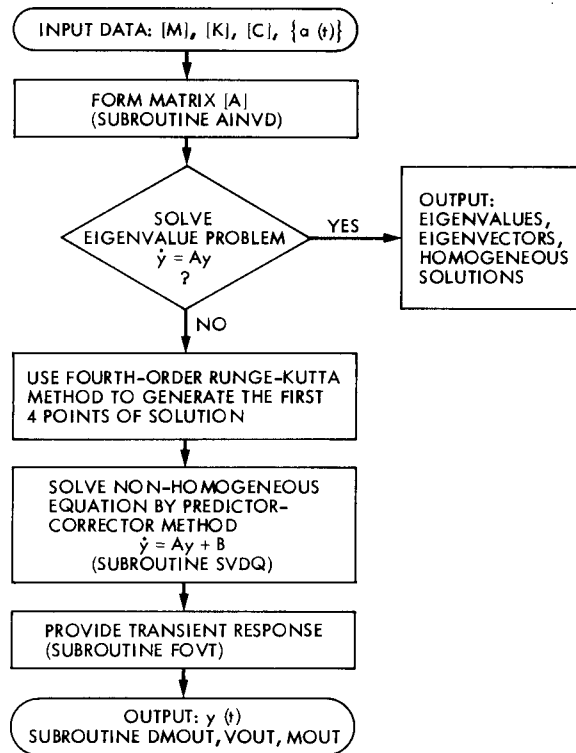 INPUT DATA: [M], [K], [C], {a (t)}
FORM MATRIX [A]
(SUBROUTINE AINVD)
SOLVE
EIGENVALUE PROBLEM
ẏ = Ay
?
YES
OUTPUT:
EIGENVALUES,
EIGENVECTORS,
HOMOGENEOUS
SOLUTIONS
NO
USE FOURTH-ORDER RUNGE-KUTTA
METHOD TO GENERATE THE FIRST
4 POINTS OF SOLUTION
SOLVE NON-HOMOGENEOUS
EQUATION BY PREDICTOR-
CORRECTOR METHOD
ẏ = Ay + B
(SUBROUTINE SVDQ)
PROVIDE TRANSIENT RESPONSE
(SUBROUTINE FOVT)
OUTPUT: y (t)
SUBROUTINE DMOUT, VOUT, MOUT